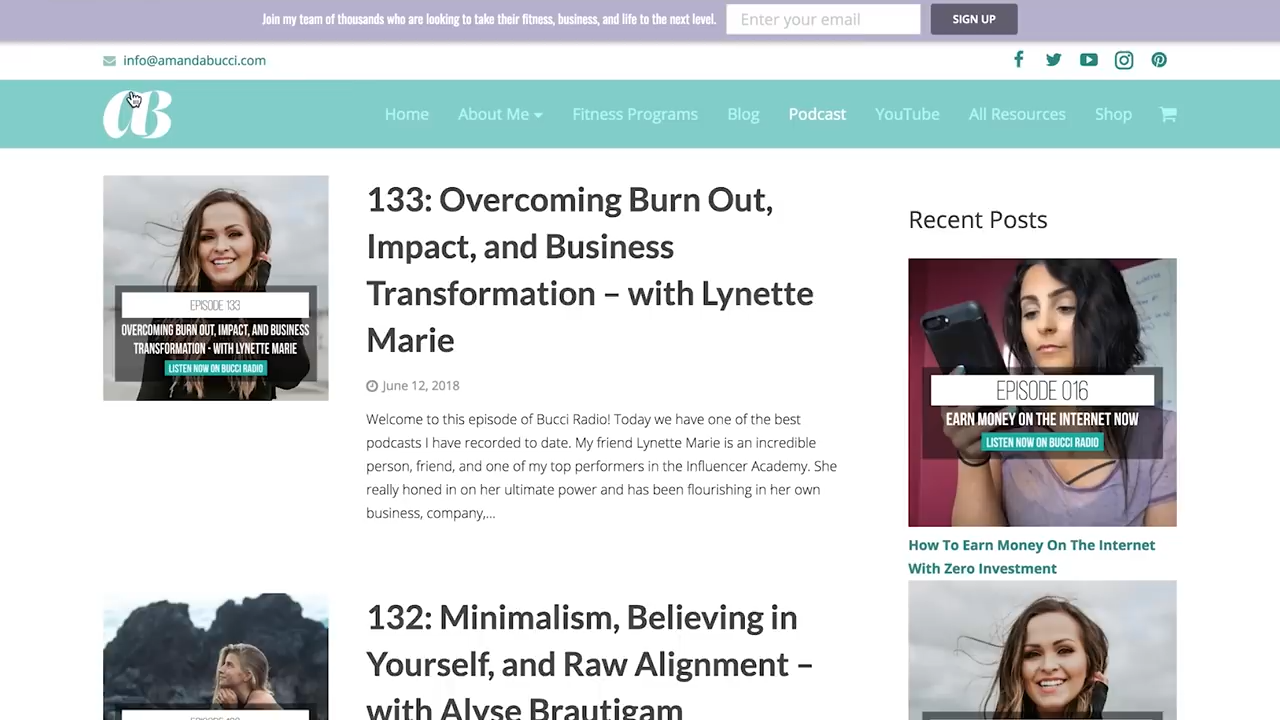 Join my team of thousands who are looking to take their fitness, business, and life to the next level.
Enter your email
SIGN UP
info@amandabucci.com
aB
Home
About Me
Fitness Programs
Blog
Podcast
YouTube
All Resources
Shop
EPISODE 133
OVERCOMING BURN OUT, IMPACT, AND BUSINESS
TRANSFORMATION - WITH LYNETTE MARIE
LISTEN NOW ON BUCCI RADIO
133: Overcoming Burn Out,
Impact, and Business
Transformation – with Lynette
Marie
June 12, 2018
Welcome to this episode of Bucci Radio! Today we have one of the best
podcasts I have recorded to date. My friend Lynette Marie is an incredible
person, friend, and one of my top performers in the Influencer Academy. She
really honed in on her ultimate power and has been flourishing in her own
business, company,...
132: Minimalism, Believing in
Yourself, and Raw Alignment –
with Alyse Brautigam
Recent Posts
EPISODE 016
EARN MONEY ON THE INTERNET NOW
LISTEN NOW ON BUCCI RADIO
How To Earn Money On The Internet
With Zero Investment